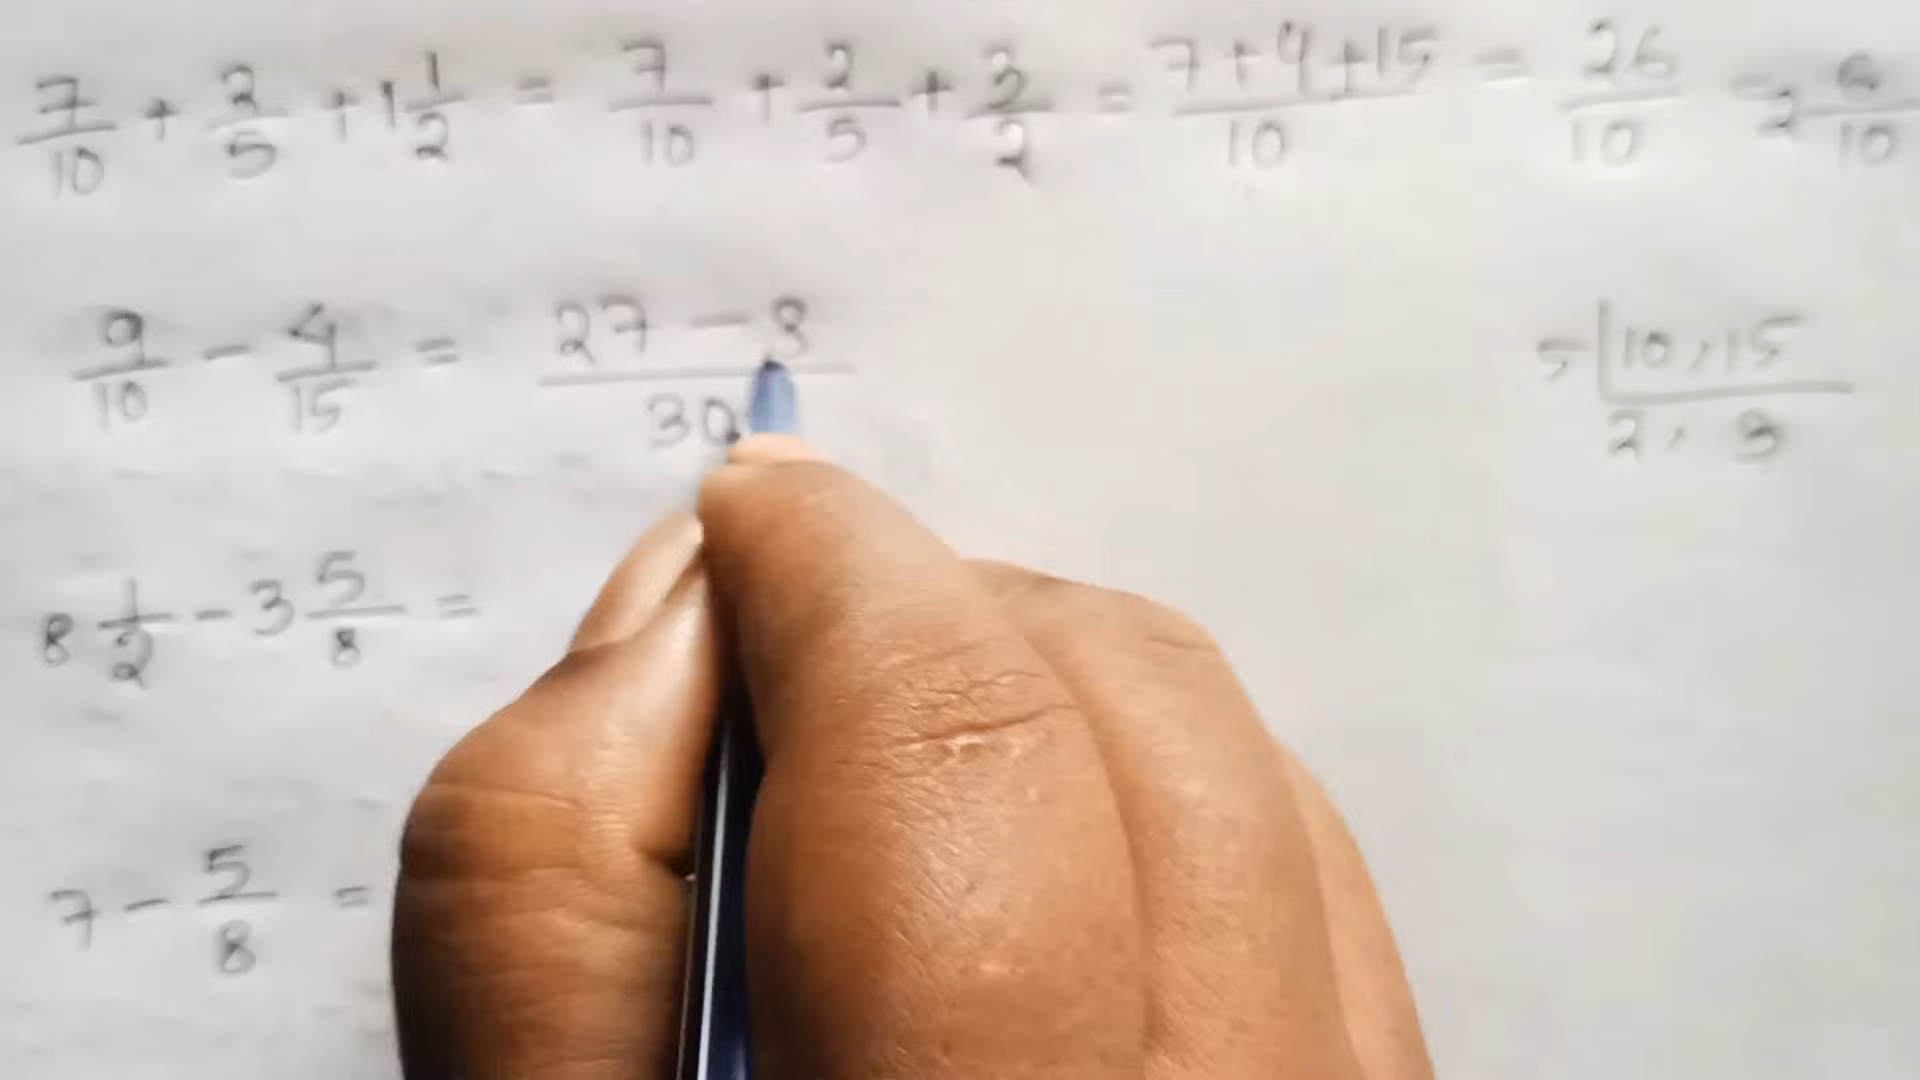 7/10 + 2/5 + 1 1/2 = 7/10 + 2/5 + 3/2 = 7+4+15/10 = 26/10 = 2 6/10
9/10 - 4/15 = 27 - 8/30
5 | 10, 15
2, 3
8 1/2 - 3 5/8 =
7 - 5/8 =